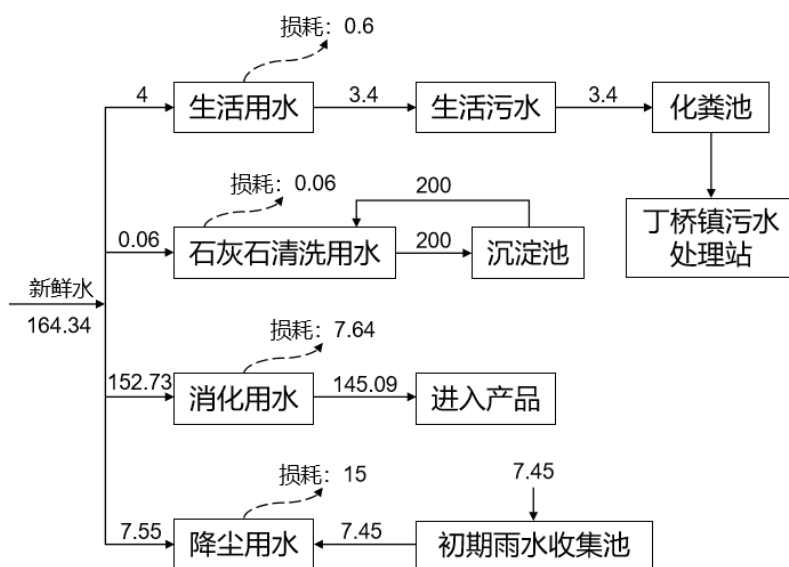 损耗：0.6
4
生活用水
3.4
生活污水
3.4
化粪池
损耗：0.06
200
0.06
石灰石清洗用水
200
沉淀池
丁桥镇污水
处理站
新鲜水
164.34
损耗：7.64
152.73
消化用水
145.09
进入产品
损耗：15
7.45
7.55
降尘用水
7.45
初期雨水收集池